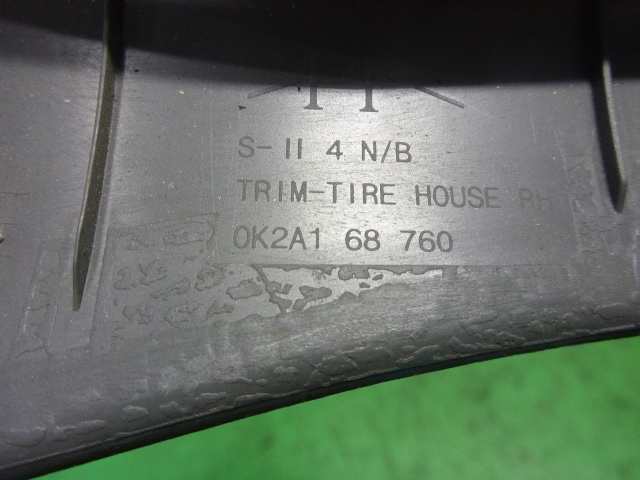 S-II 4 N/B
TRIM-TIRE HOUSE RH
0K2A1 68 760